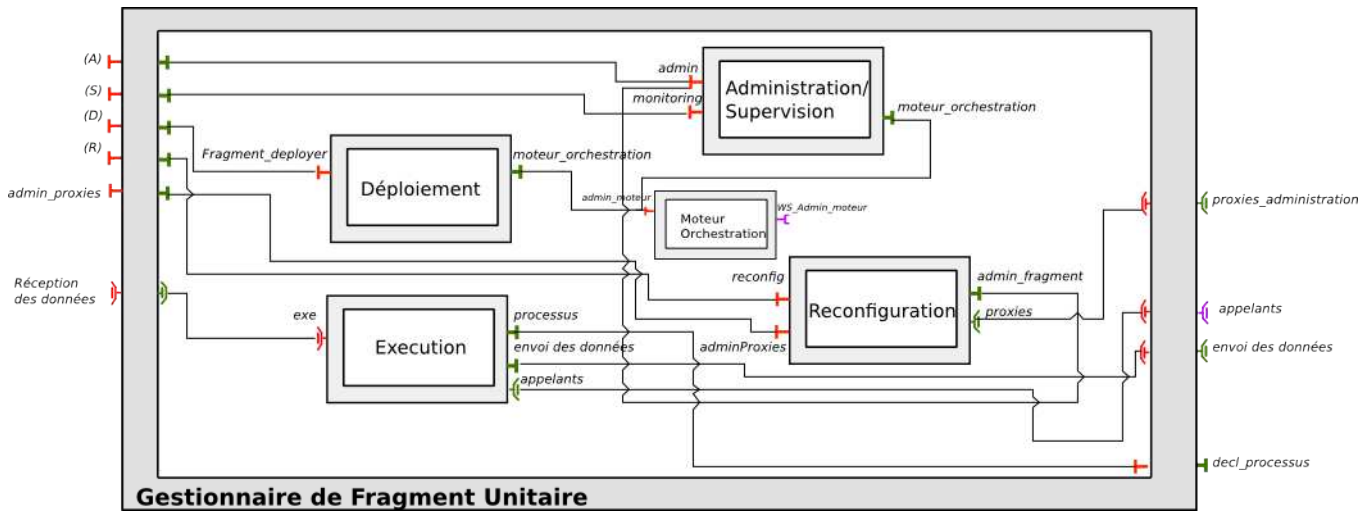 (A)
(S)
(D)
(R)
admin_proxies
Réception
des données
admin
monitoring
Administration/
Supervision
moteur_orchestration
Fragment_deployer
Déploiement
moteur_orchestration
admin_moteur
Moteur
Orchestration
WS_Admin_moteur
reconfig
adminProxies
Reconfiguration
admin_fragment
proxies
exe
Execution
processus
envoi des données
appelants
proxies_administration
appelants
envoi des données
decl_processus
Gestionnaire de Fragment Unitaire